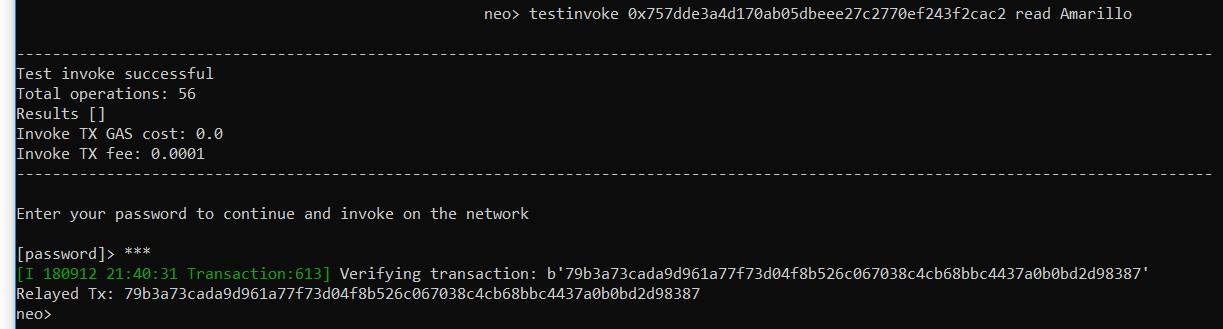 neo> testinvoke 0x757dde3a4d170ab05dbeee27c2770ef243f2cac2 read Amarillo
--------------------------------------------------------------------------------------------------------------------------------------
Test invoke successful
Total operations: 56
Results []
Invoke TX GAS cost: 0.0
Invoke TX fee: 0.0001
--------------------------------------------------------------------------------------------------------------------------------------
Enter your password to continue and invoke on the network
[password]> ***
[I 180912 21:40:31 Transaction:613] Verifying transaction: b'79b3a73cada9d961a77f73d04f8b526c067038c4cb68bbc4437a0b0bd2d98387'
Relayed Tx: 79b3a73cada9d961a77f73d04f8b526c067038c4cb68bbc4437a0b0bd2d98387
neo>